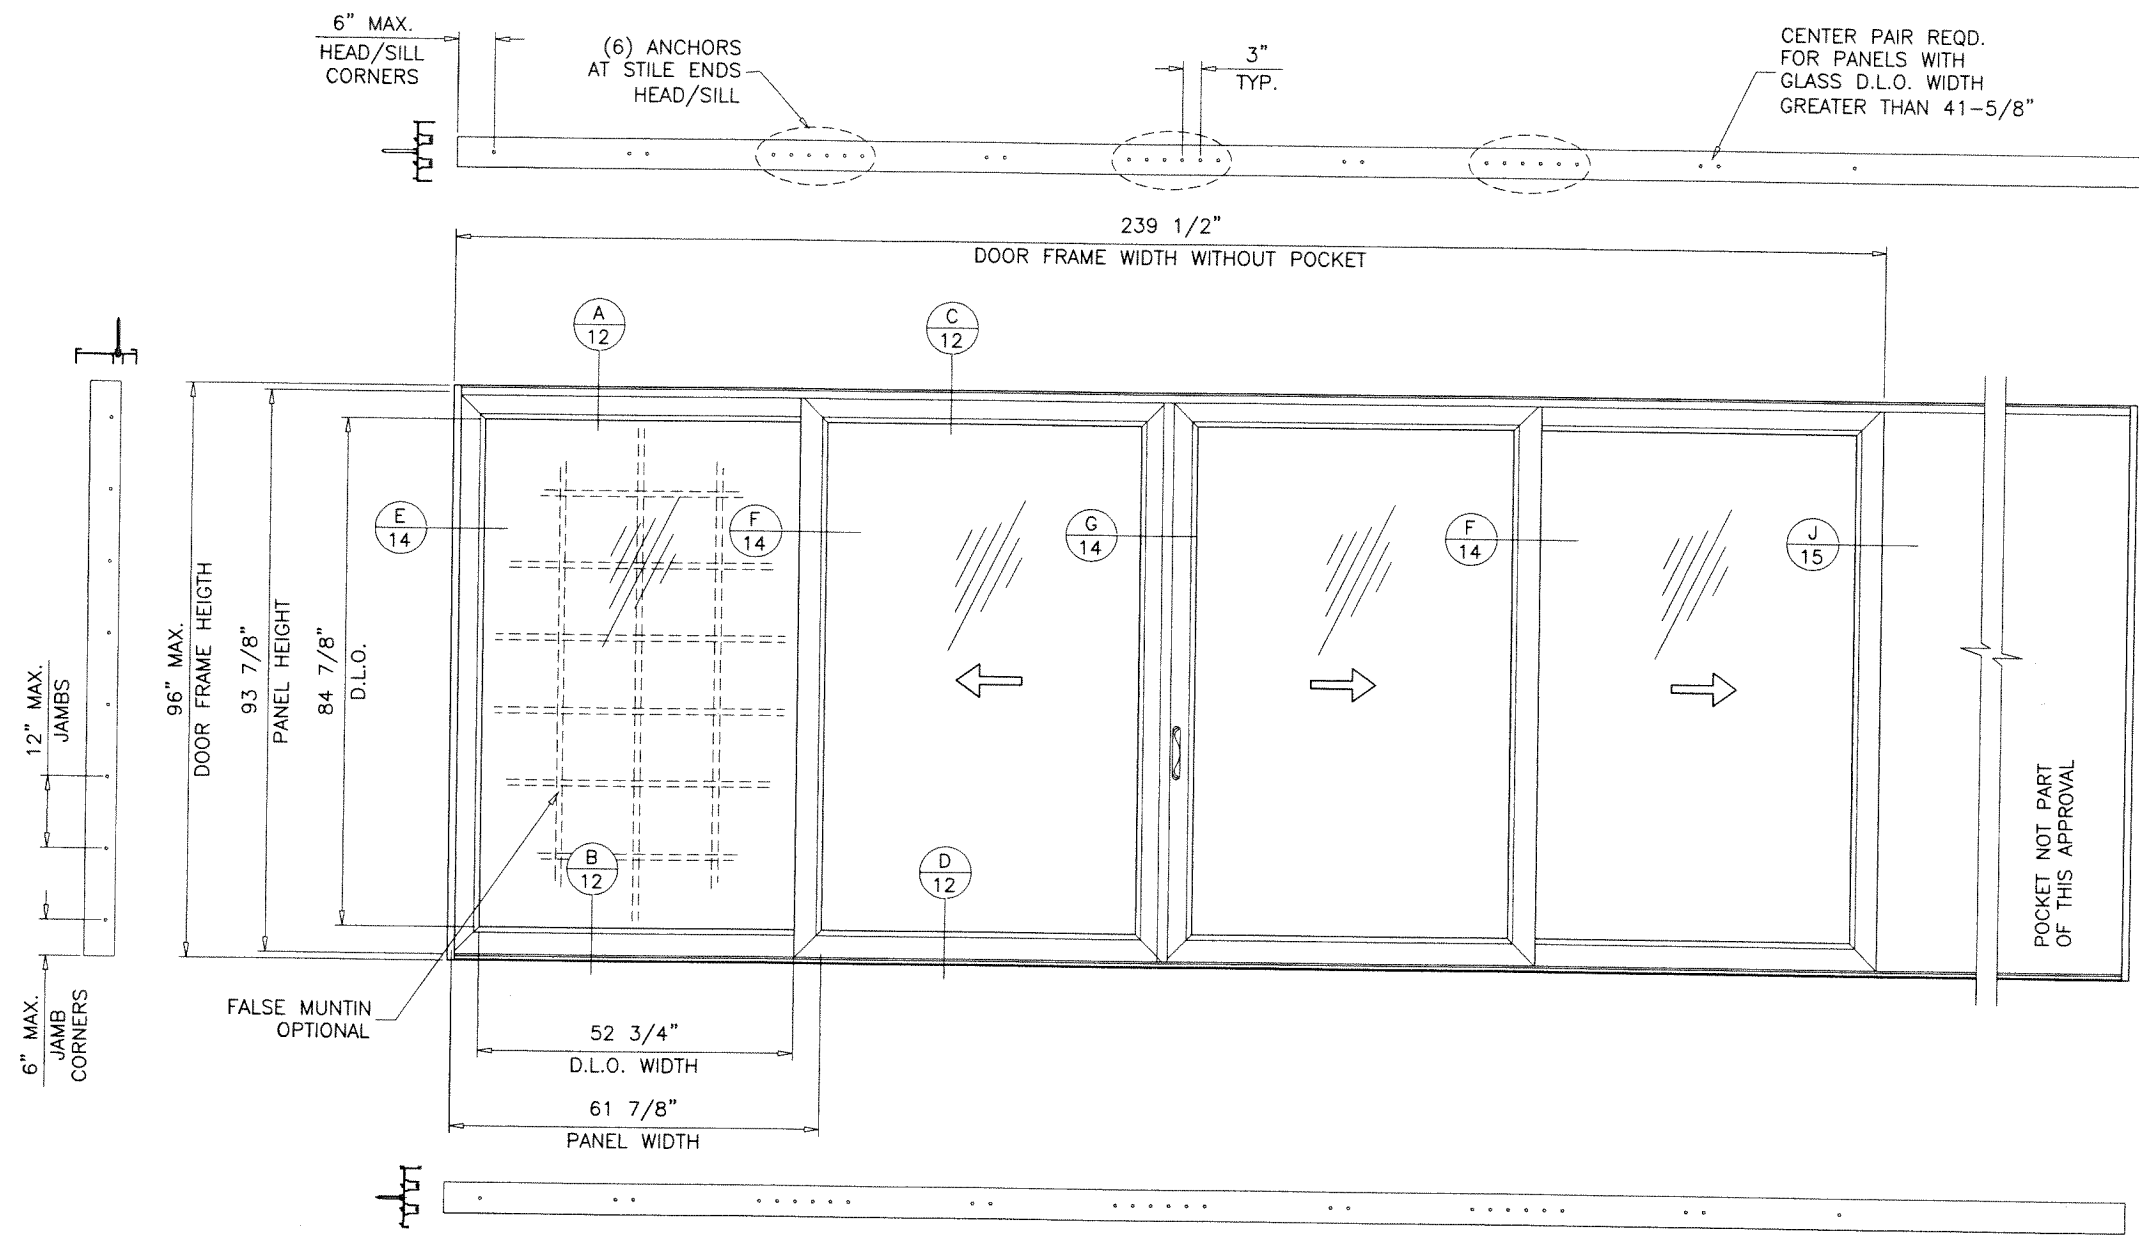 6" MAX.
HEAD/SILL
CORNERS
(6) ANCHORS
AT STILE ENDS
HEAD/SILL
3"
TYP.
CENTER PAIR REQD.
FOR PANELS WITH
GLASS D.L.O. WIDTH
GREATER THAN 41-5/8"
239 1/2"
DOOR FRAME WIDTH WITHOUT POCKET
A
12
C
12
E
14
F
14
G
14
F
14
J
15
96" MAX.
DOOR FRAME HEIGTH
93 7/8"
PANEL HEIGHT
84 7/8"
D.L.O.
12" MAX.
JAMBS
6" MAX.
JAMB
CORNERS
B
12
D
12
POCKET NOT PART
OF THIS APPROVAL
FALSE MUNTIN
OPTIONAL
52 3/4"
D.L.O. WIDTH
61 7/8"
PANEL WIDTH